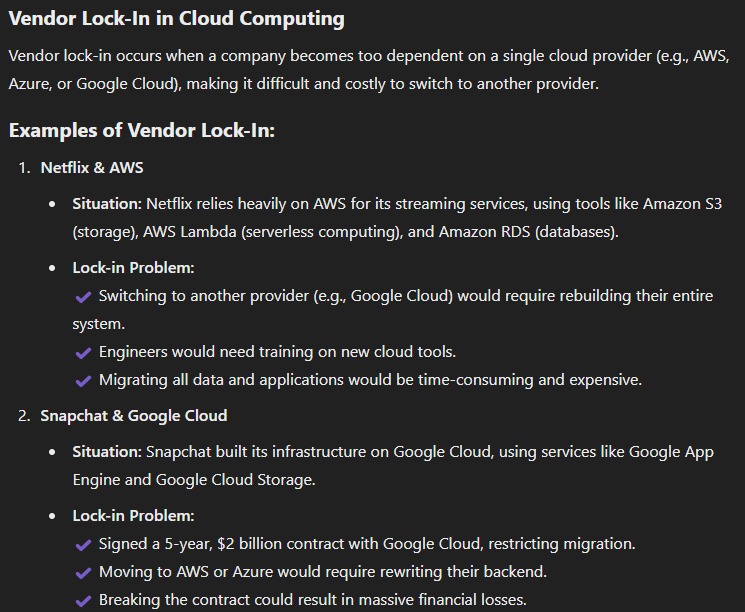 Vendor Lock-In in Cloud Computing
Vendor lock-in occurs when a company becomes too dependent on a single cloud provider (e.g., AWS,
Azure, or Google Cloud), making it difficult and costly to switch to another provider.
Examples of Vendor Lock-In:
1. Netflix & AWS
• Situation: Netflix relies heavily on AWS for its streaming services, using tools like Amazon S3
(storage), AWS Lambda (serverless computing), and Amazon RDS (databases).
• Lock-in Problem:
✔ Switching to another provider (e.g., Google Cloud) would require rebuilding their entire
system.
✔ Engineers would need training on new cloud tools.
✔ Migrating all data and applications would be time-consuming and expensive.
2. Snapchat & Google Cloud
• Situation: Snapchat built its infrastructure on Google Cloud, using services like Google App
Engine and Google Cloud Storage.
• Lock-in Problem:
✔ Signed a 5-year, $2 billion contract with Google Cloud, restricting migration.
✔ Moving to AWS or Azure would require rewriting their backend.
✔ Breaking the contract could result in massive financial losses.